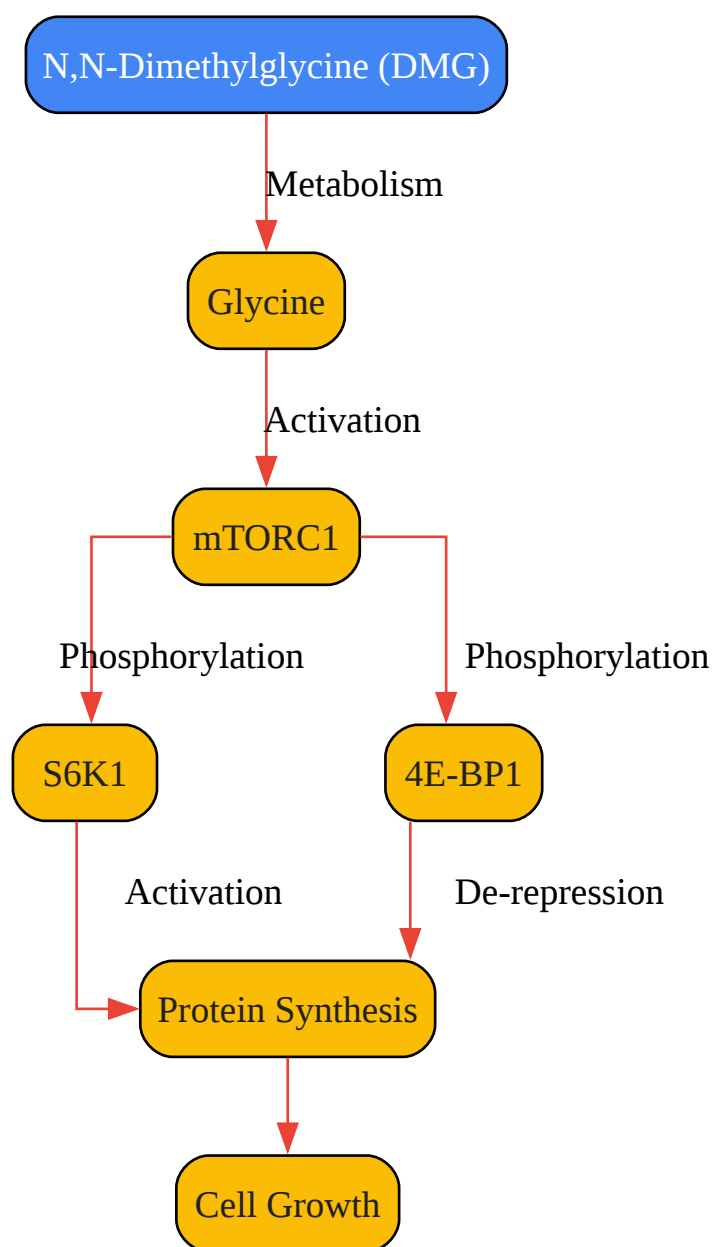 N,N-Dimethylglycine (DMG)
Metabolism
Glycine
Activation
mTORC1
Phosphorylation
Phosphorylation
S6K1
4E-BP1
Activation
De-repression
Protein Synthesis
Cell Growth